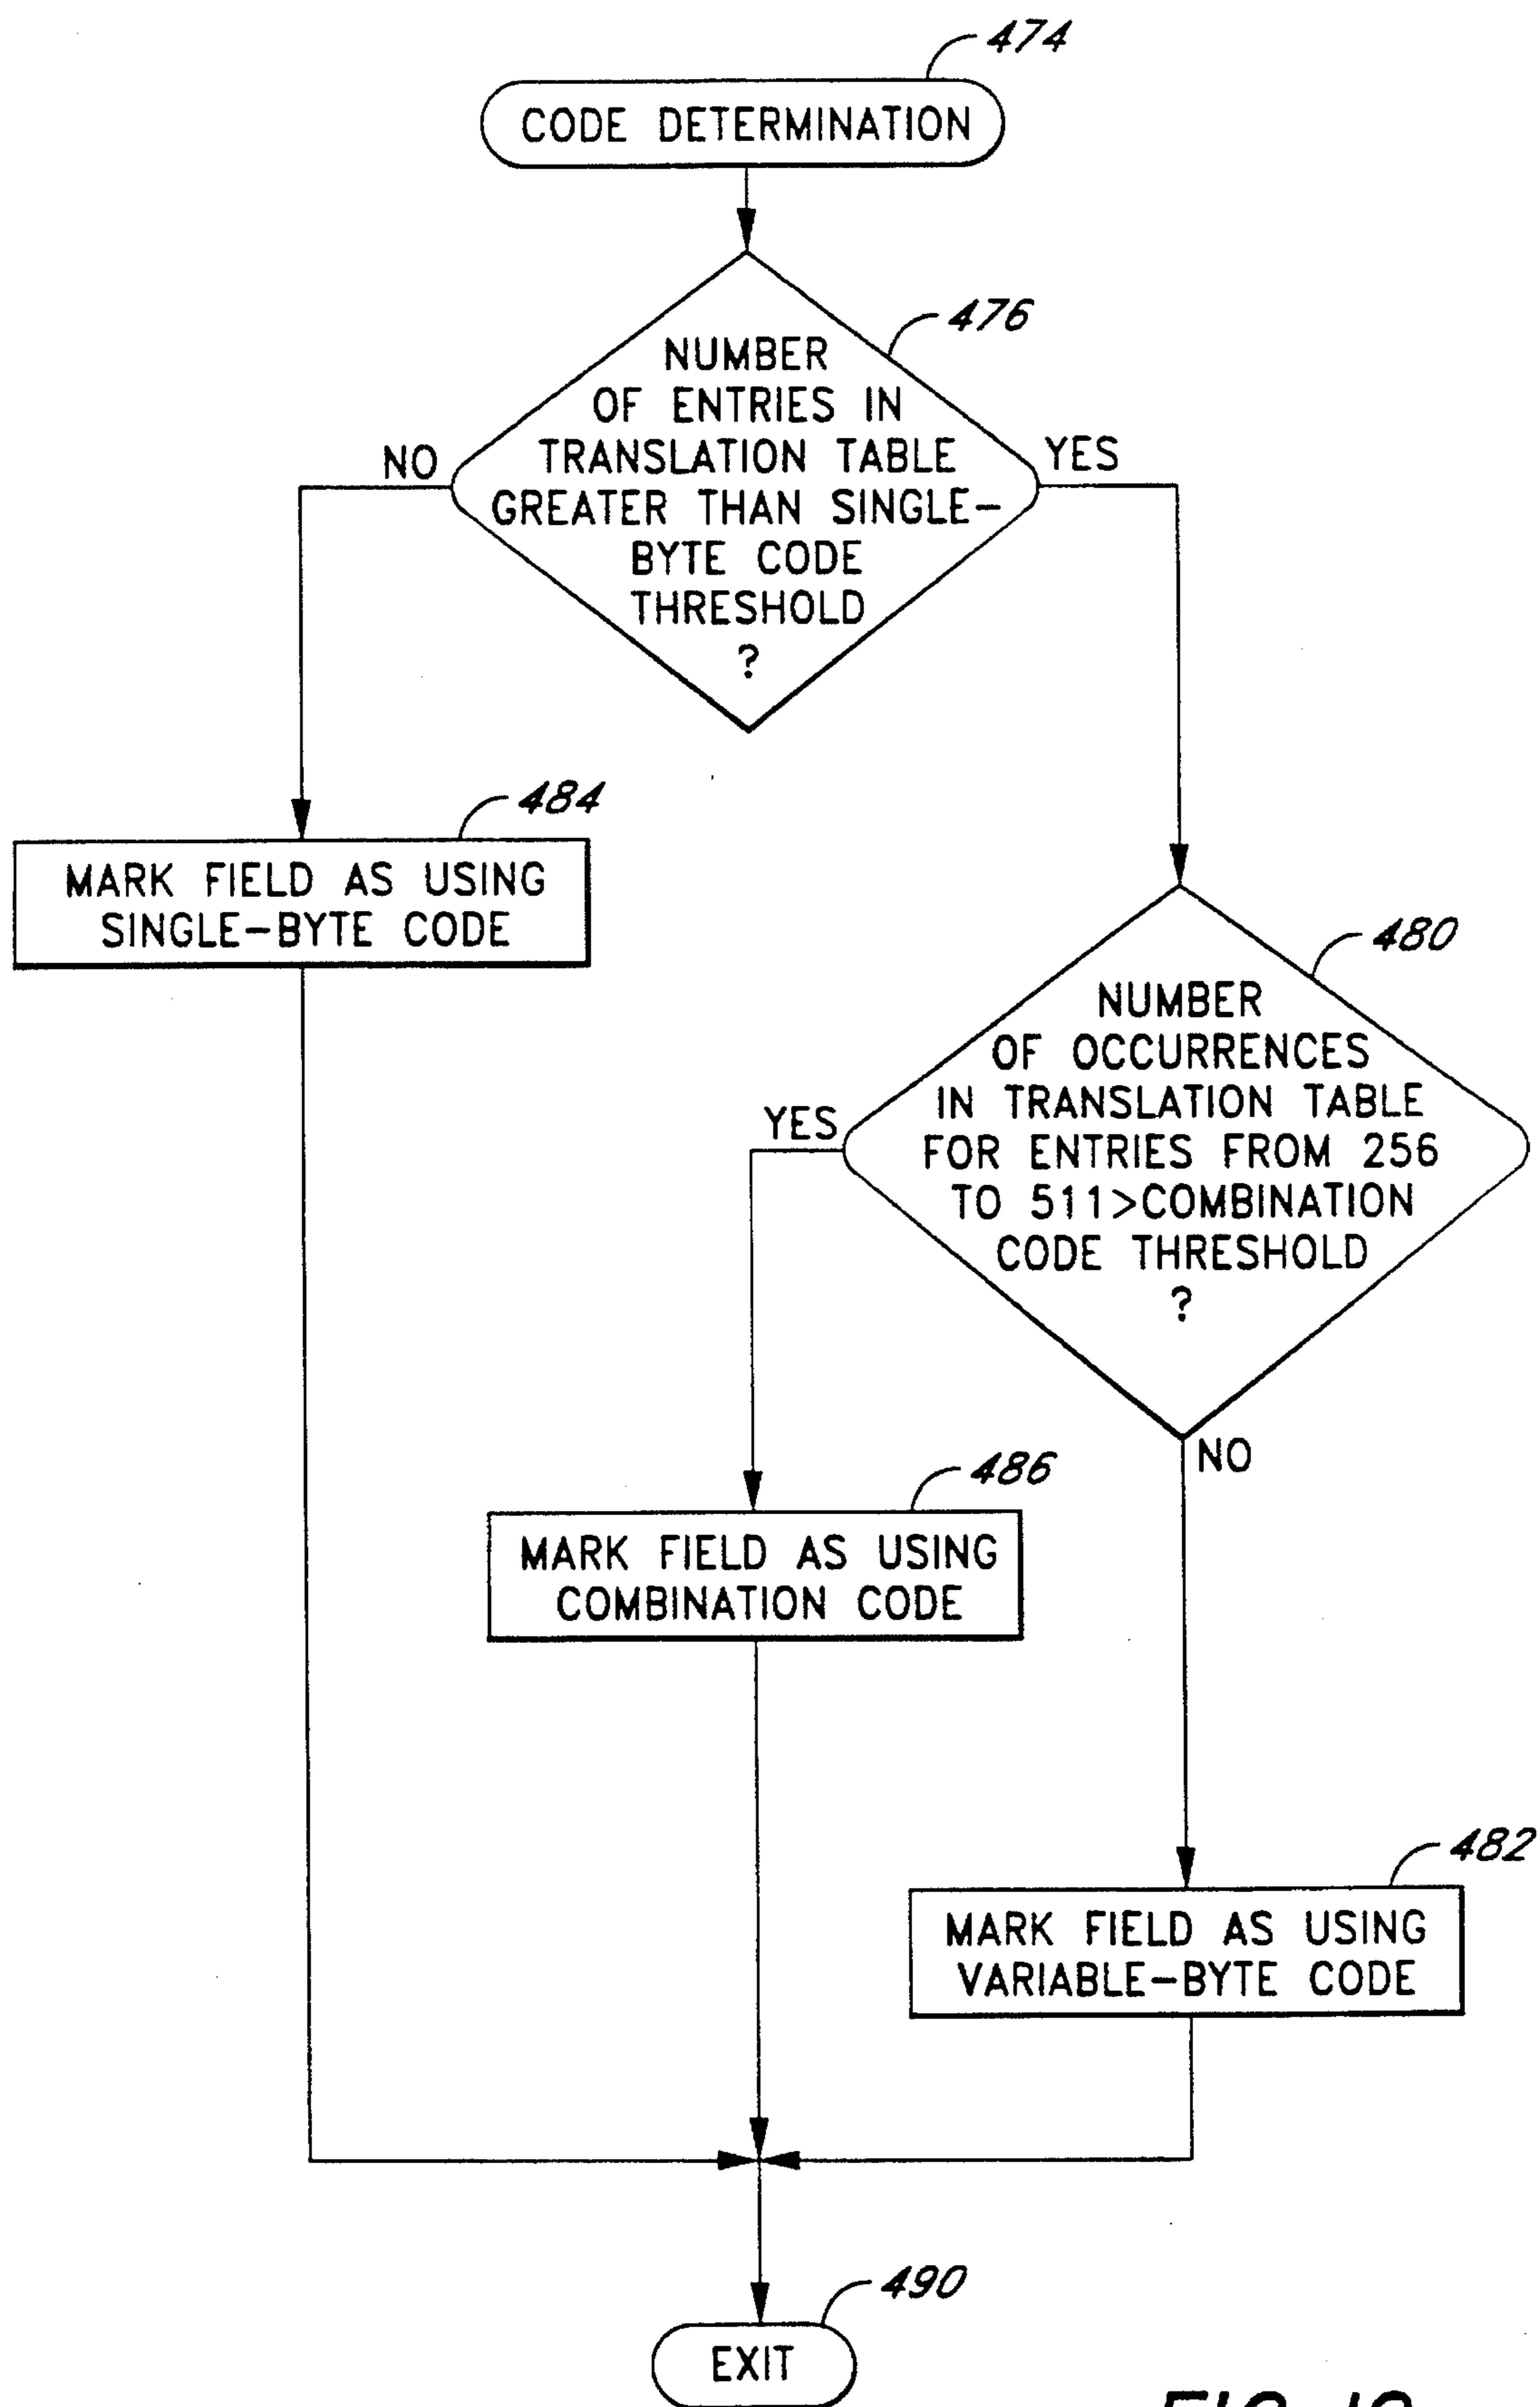 474
CODE DETERMINATION
476
NUMBER
OF ENTRIES IN
TRANSLATION TABLE
GREATER THAN SINGLE-
BYTE CODE
THRESHOLD
?
NO
YES
484
MARK FIELD AS USING
SINGLE-BYTE CODE
480
NUMBER
OF OCCURRENCES
IN TRANSLATION TABLE
FOR ENTRIES FROM 256
TO 511>COMBINATION
CODE THRESHOLD
?
YES
NO
486
MARK FIELD AS USING
COMBINATION CODE
482
MARK FIELD AS USING
VARIABLE-BYTE CODE
490
EXIT